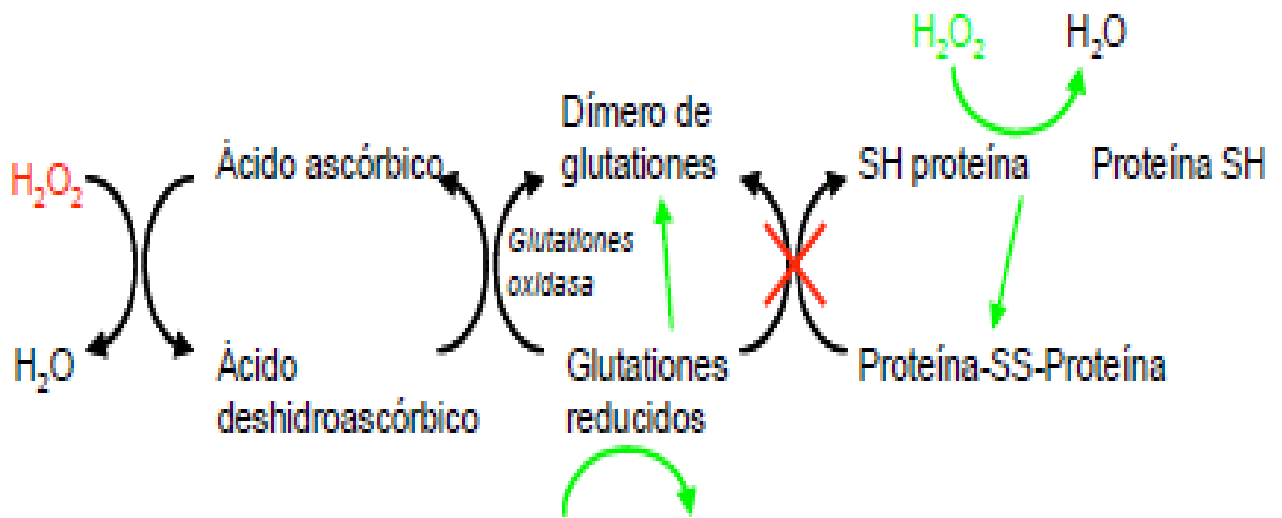 H₂O₂ H₂O
Dímero de
glutationes
H₂O₂
Ácido ascórbico
SH proteína Proteína SH
Glutationes
oxidasa
H₂O
Ácido
deshidroascórbico
Glutationes
reducidos
Proteína-SS-Proteína